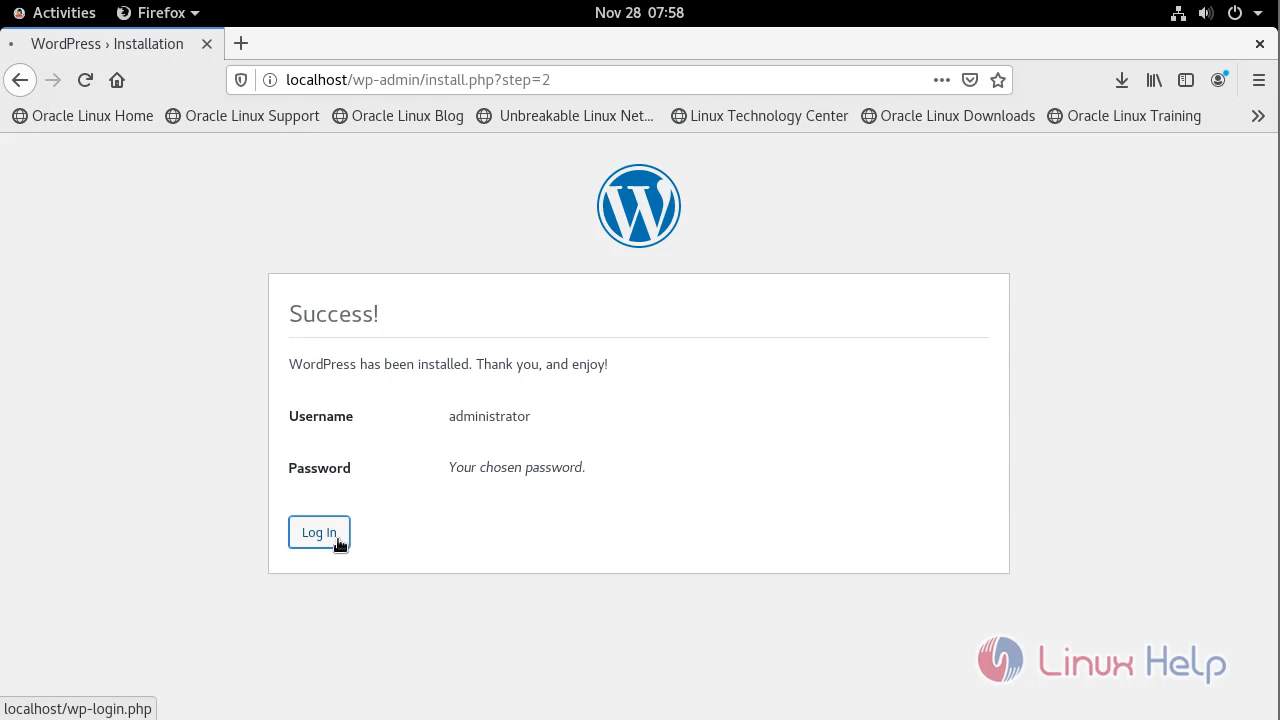 Activities Firefox Nov 28 07:58
WordPress › Installation
localhost/wp-admin/install.php?step=2
Oracle Linux Home Oracle Linux Support Oracle Linux Blog Unbreakable Linux Net... Linux Technology Center Oracle Linux Downloads Oracle Linux Training
W
Success!
WordPress has been installed. Thank you, and enjoy!
Username administrator
Password Your chosen password.
Log In
Linux Help
localhost/wp-login.php